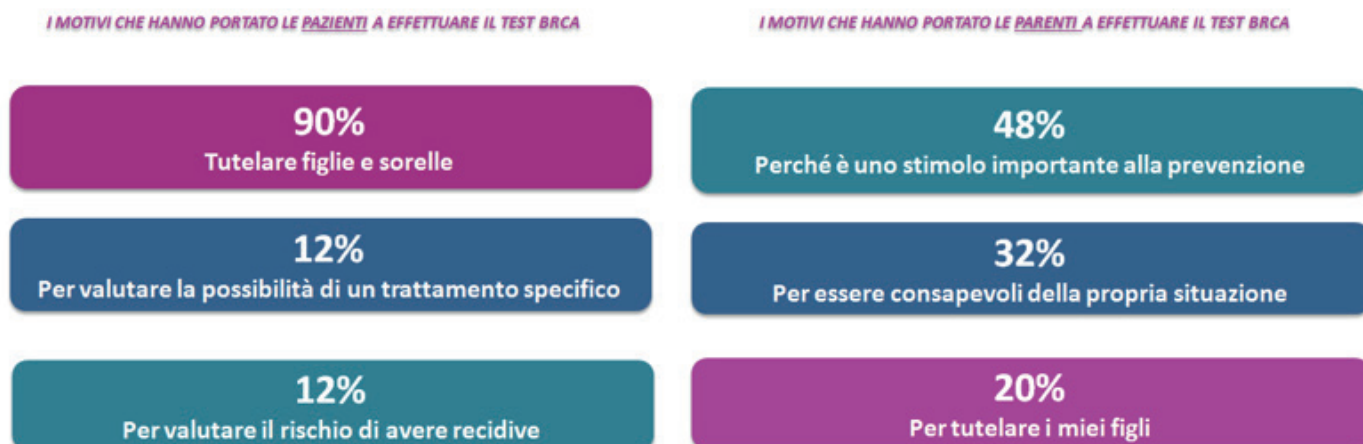 I MOTIVI CHE HANNO PORTATO LE PAZIENTI A EFFETTUARE IL TEST BRCA
90%
Tutelare figlie e sorelle
12%
Per valutare la possibilità di un trattamento specifico
12%
Per valutare il rischio di avere recidive
I MOTIVI CHE HANNO PORTATO LE PARENTI A EFFETTUARE IL TEST BRCA
48%
Perché è uno stimolo importante alla prevenzione
32%
Per essere consapevoli della propria situazione
20%
Per tutelare i miei figli